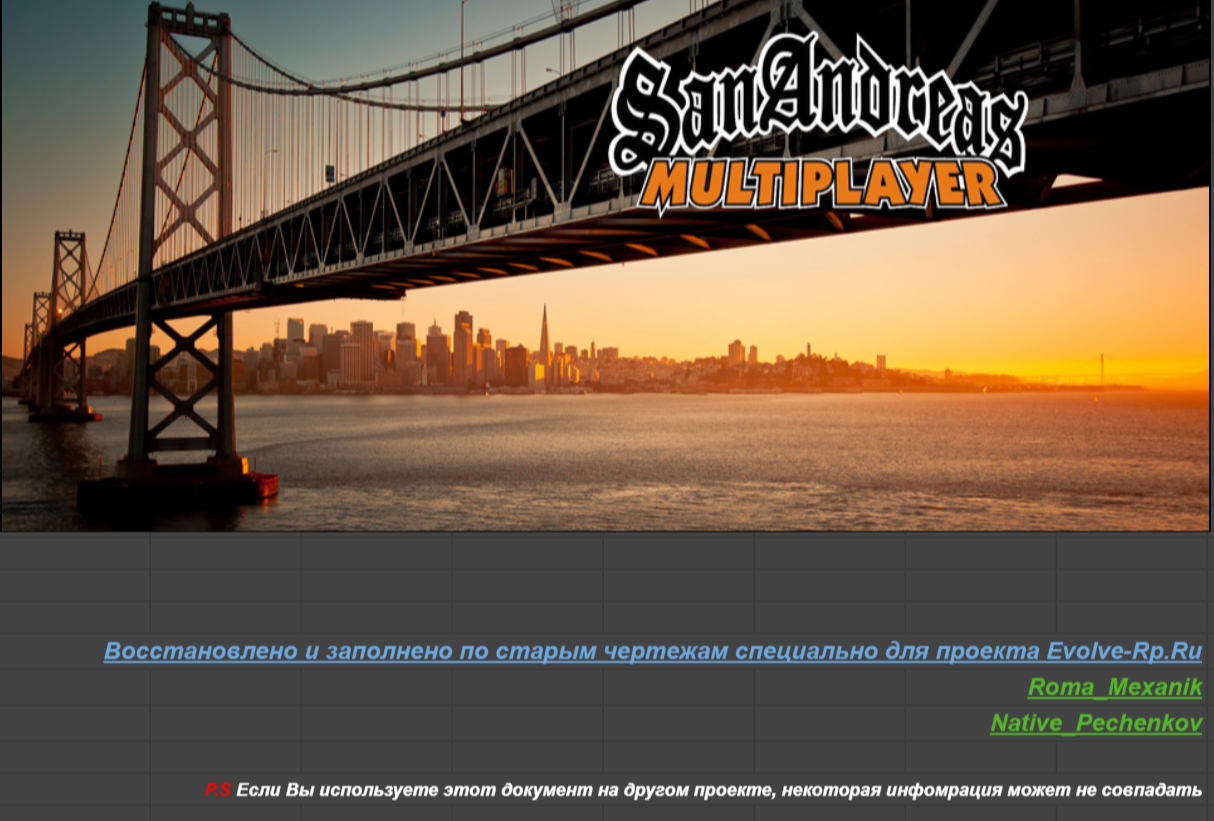 SanAndreas
MULTIPLAYER
Восстановлено и заполнено по старым чертежам специально для проекта Evolve-Rp.Ru
Roma_Mexanik
Native_Pechenkov
P.S Если Вы используете этот документ на другом проекте, некоторая инфомрация может не совпадать